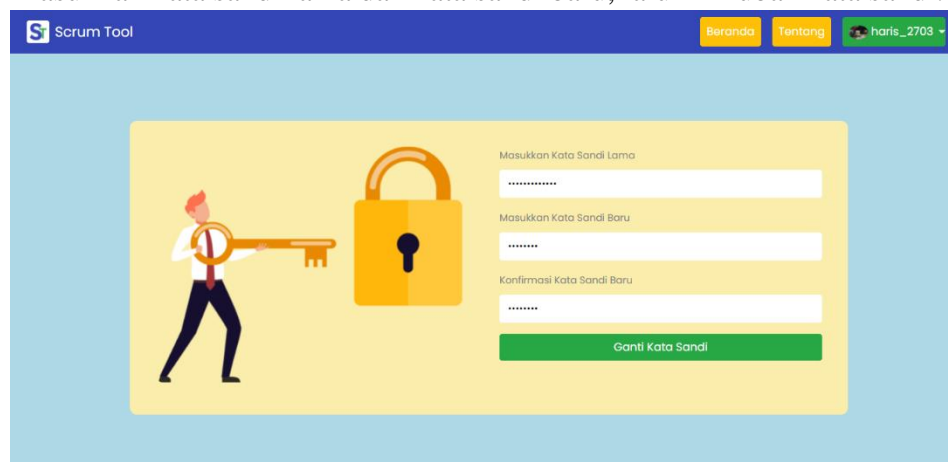 Scrum Tool
Beranda
Tentang
haris_2703
Masukkan Kata Sandi Lama
•••••••••••••
Masukkan Kata Sandi Baru
••••••••
Konfirmasi Kata Sandi Baru
••••••••
Ganti Kata Sandi